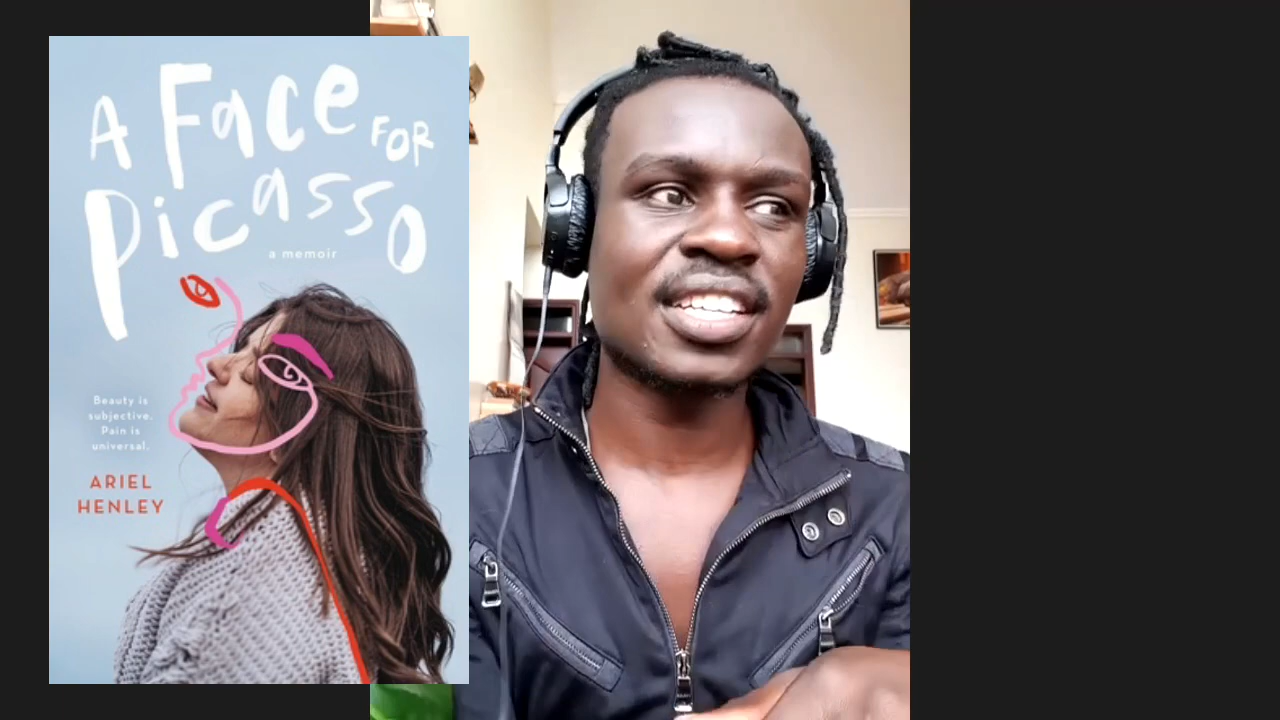 A Face FOR
Picasso
a memoir
Beauty is
subjective.
Pain is
universal.
ARIEL
HENLEY